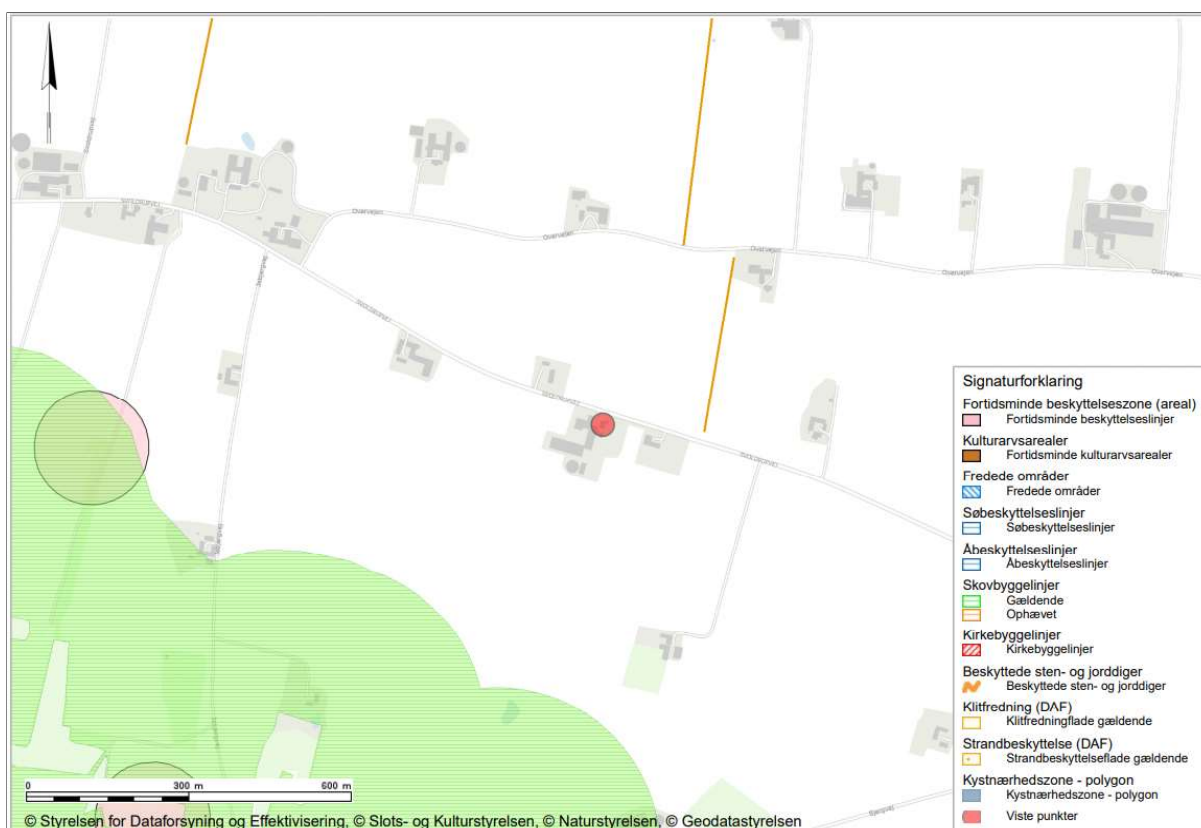 Overvejen
Overvejen
Overvejen
Overvejen
Overvejen
Signaturforklaring
Fortidsminde beskyttelseszone (areal)
Fortidsminde beskyttelseslinjer
Kulturarvsarealer
Fortidsminde kulturarvsarealer
Fredede områder
Fredede områder
Søbeskyttelseslinjer
Søbeskyttelseslinjer
Åbeskyttelseslinjer
Åbeskyttelseslinjer
Skovbyggelinjer
Gældende
Ophævet
Kirkebyggelinjer
Kirkebyggelinjer
Beskyttede sten- og jorddiger
Beskyttede sten- og jorddiger
Klitfredning (DAF)
Klitfredningflade gældende
Strandbeskyttelse (DAF)
Strandbeskyttelseflade gældende
Kystnærhedszone - polygon
Kystnærhedszone - polygon
Viste punkter
0 300 m 600 m
© Styrelsen for Dataforsyning og Effektivisering, © Slots- og Kulturstyrelsen, © Naturstyrelsen, © Geodatastyrelsen